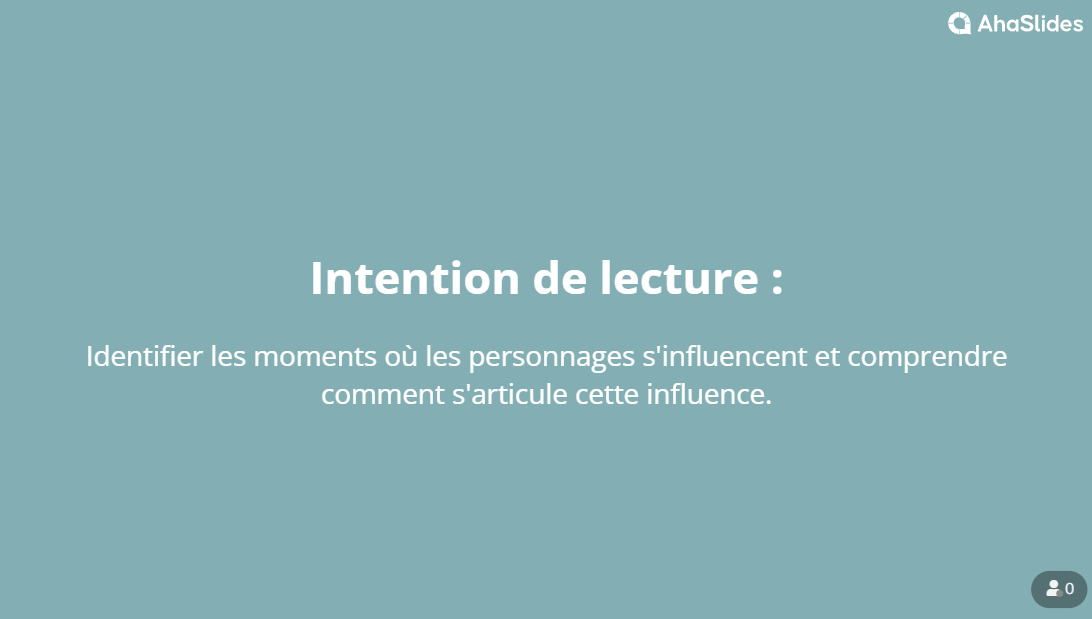 AhaSlides
Intention de lecture :
Identifier les moments où les personnages s'influencent et comprendre
comment s'articule cette influence.
0